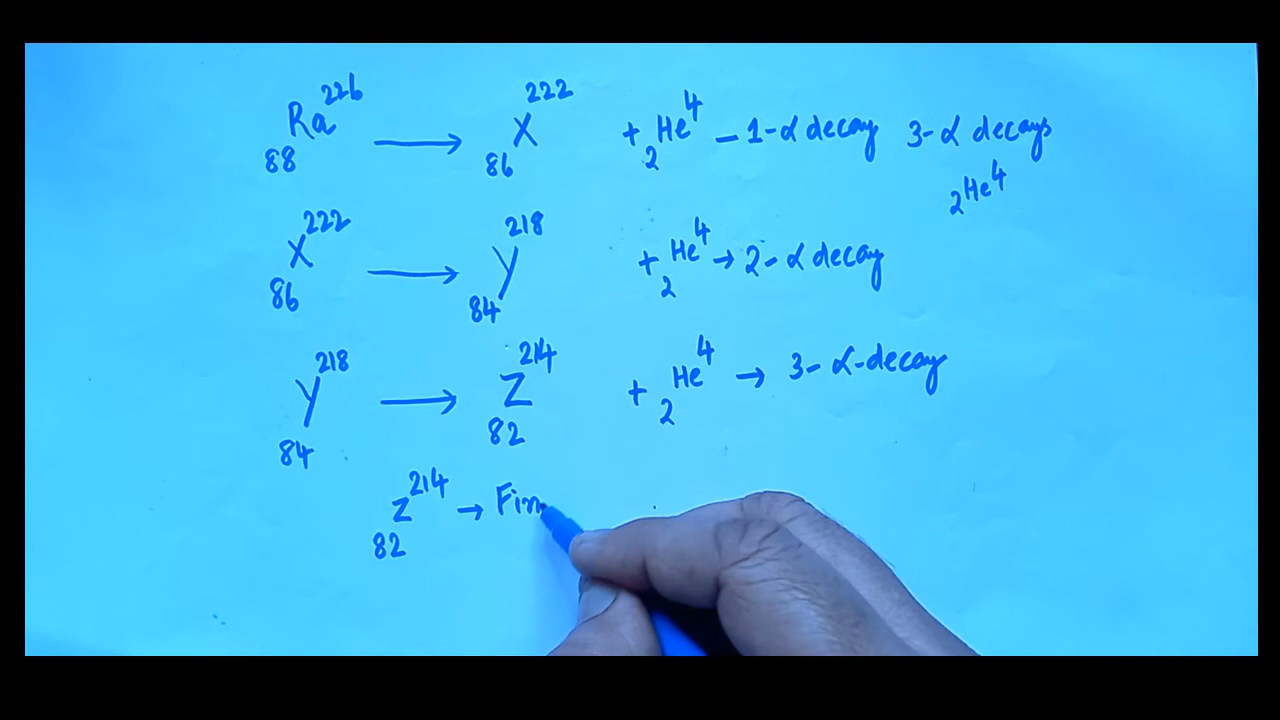 ₈₈Ra²²⁶ → ₈₆X²²² + ₂He⁴ – 1-α decay 3-α decays
₂He⁴
₈₆X²²² → ₈₄Y²¹⁸ + ₂He⁴ → 2-α decay
₈₄Y²¹⁸ → ₈₂Z²¹⁴ + ₂He⁴ → 3-α-decay
₈₂Z²¹⁴ → Fin